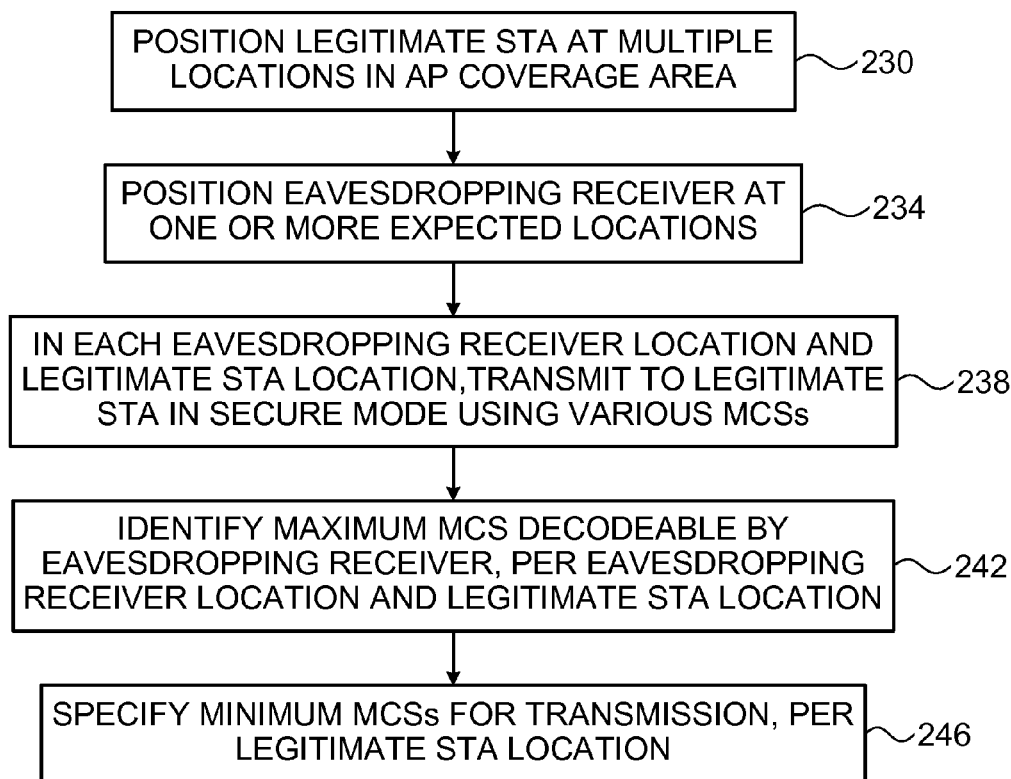 POSITION LEGITIMATE STA AT MULTIPLE
LOCATIONS IN AP COVERAGE AREA
230
POSITION EAVESDROPPING RECEIVER AT
ONE OR MORE EXPECTED LOCATIONS
234
IN EACH EAVESDROPPING RECEIVER LOCATION AND
LEGITIMATE STA LOCATION,TRANSMIT TO LEGITIMATE
STA IN SECURE MODE USING VARIOUS MCSs
238
IDENTIFY MAXIMUM MCS DECODEABLE BY
EAVESDROPPING RECEIVER, PER EAVESDROPPING
RECEIVER LOCATION AND LEGITIMATE STA LOCATION
242
SPECIFY MINIMUM MCSs FOR TRANSMISSION, PER
LEGITIMATE STA LOCATION
246